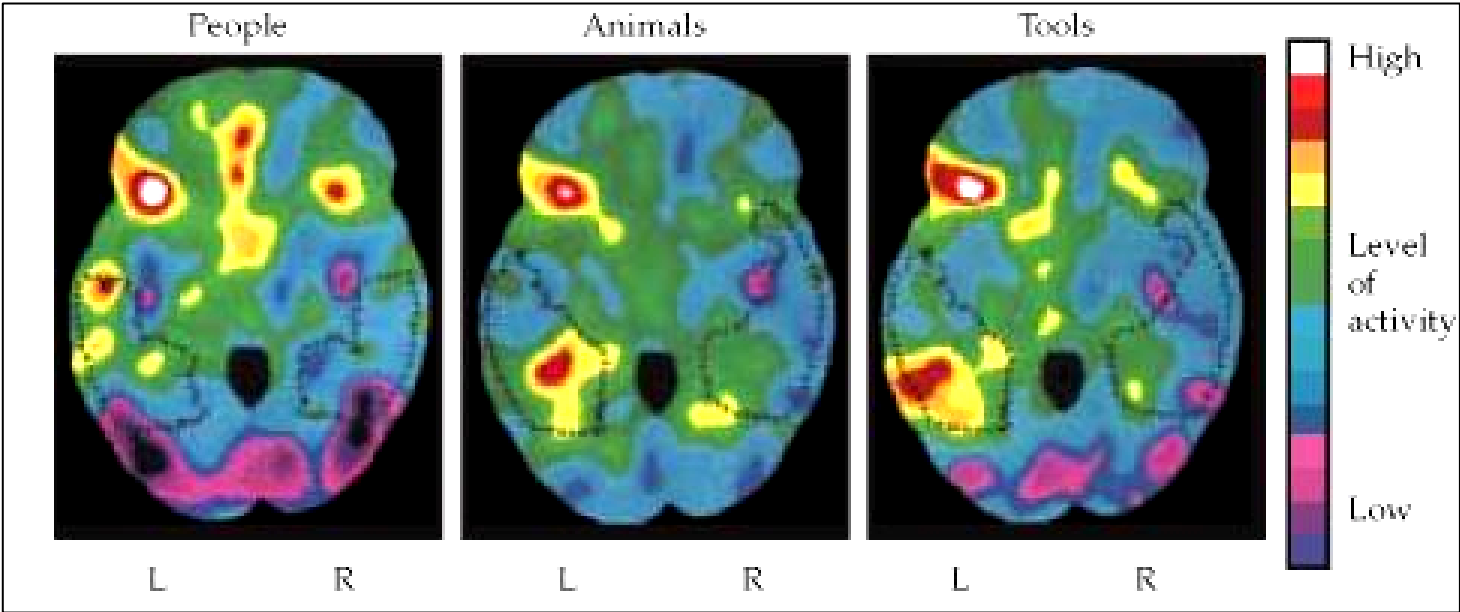 People Animals Tools
High
Level
of
activity
Low
L R L R L R